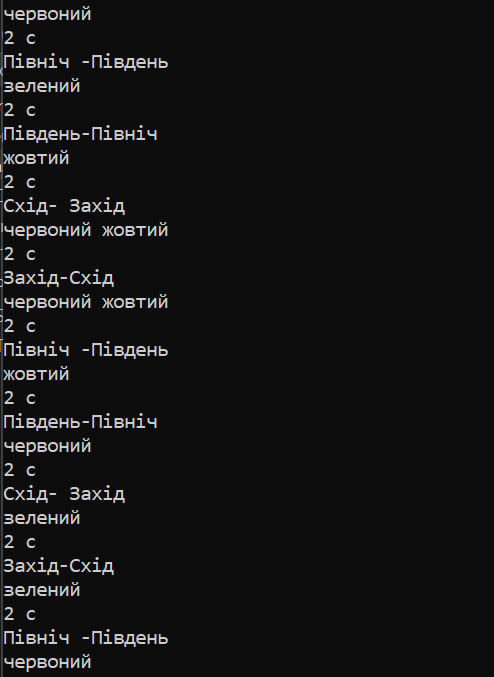 червоний
2 с
Північ -Південь
зелений
2 с
Південь-Північ
жовтий
2 с
Схід- Захід
червоний жовтий
2 с
Захід-Схід
червоний жовтий
2 с
Північ -Південь
жовтий
2 с
Південь-Північ
червоний
2 с
Схід- Захід
зелений
2 с
Захід-Схід
зелений
2 с
Північ -Південь
червоний